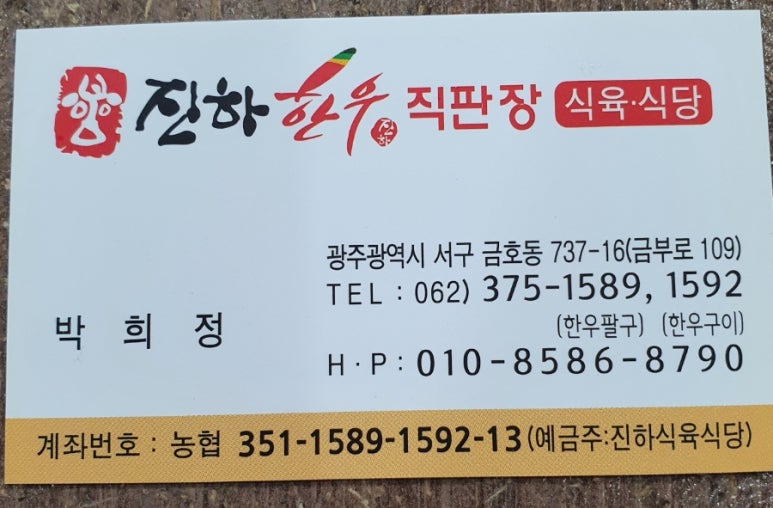 진하한우 직판장 식육·식당
진하
광주광역시 서구 금호동 737-16(금부로 109)
TEL : 062) 375-1589, 1592
(한우팔구) (한우구이)
박 희 정
H·P : 010-8586-8790
계좌번호 : 농협 351-1589-1592-13(예금주:진하식육식당)